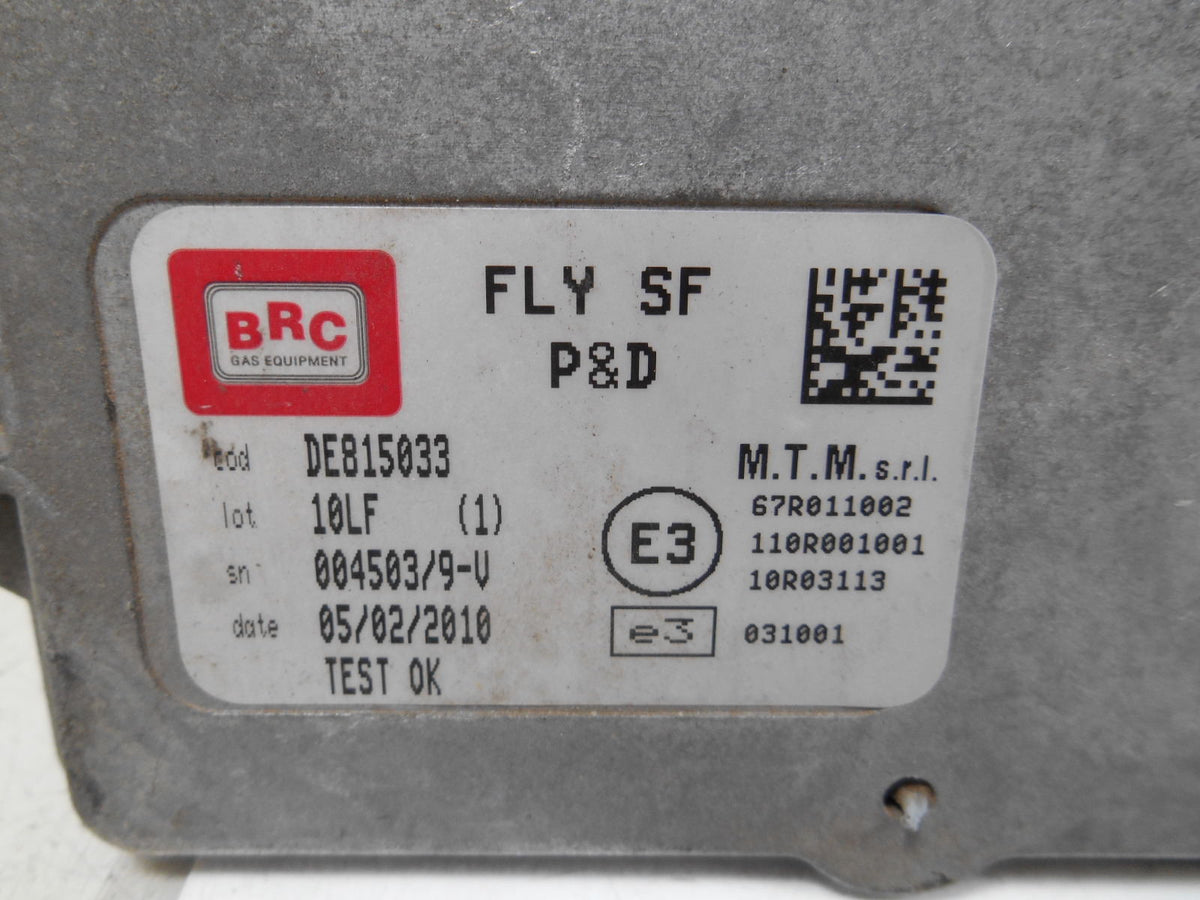 BRC
GAS EQUIPMENT
FLY SF
P&D
cod DE815033
lot 10LF (1)
sn 004503/9-V
date 05/02/2010
TEST OK
M.T.M. s.r.l.
E3
67R011002
110R001001
10R03113
e3 031001